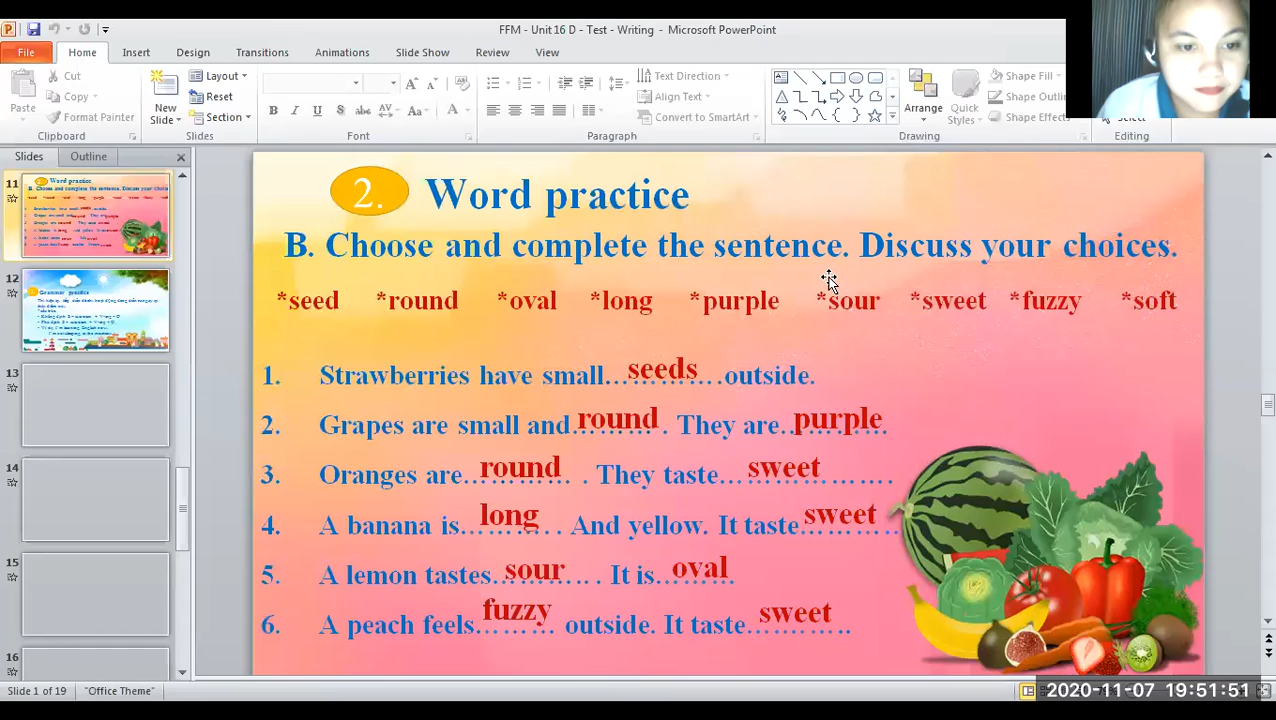 FFM - Unit 16 D - Test - Writing - Microsoft PowerPoint
File Home Insert Design Transitions Animations Slide Show Review View
Cut
Copy
Format Painter
Paste
Clipboard
New Slide
Layout
Reset
Section
Slides
Font
Text Direction
Align Text
Convert to SmartArt
Paragraph
Arrange
Quick Styles
Shape Fill
Shape Outli
Shape Effects
Drawing
Select
Editing
Slides Outline
11
12
13
14
15
16
2. Word practice
B. Choose and complete the sentence. Discuss your choices.
*seed *round *oval *long *purple *sour *sweet *fuzzy *soft
1. Strawberries have small…seeds….outside.
2. Grapes are small and…round…. They are…purple….
3. Oranges are…round…. They taste…sweet….
4. A banana is…long…. And yellow. It taste…sweet…
5. A lemon tastes…sour…. It is…oval….
6. A peach feels…fuzzy… outside. It taste…sweet…..
Slide 1 of 19 "Office Theme"
2020-11-07 19:51:51